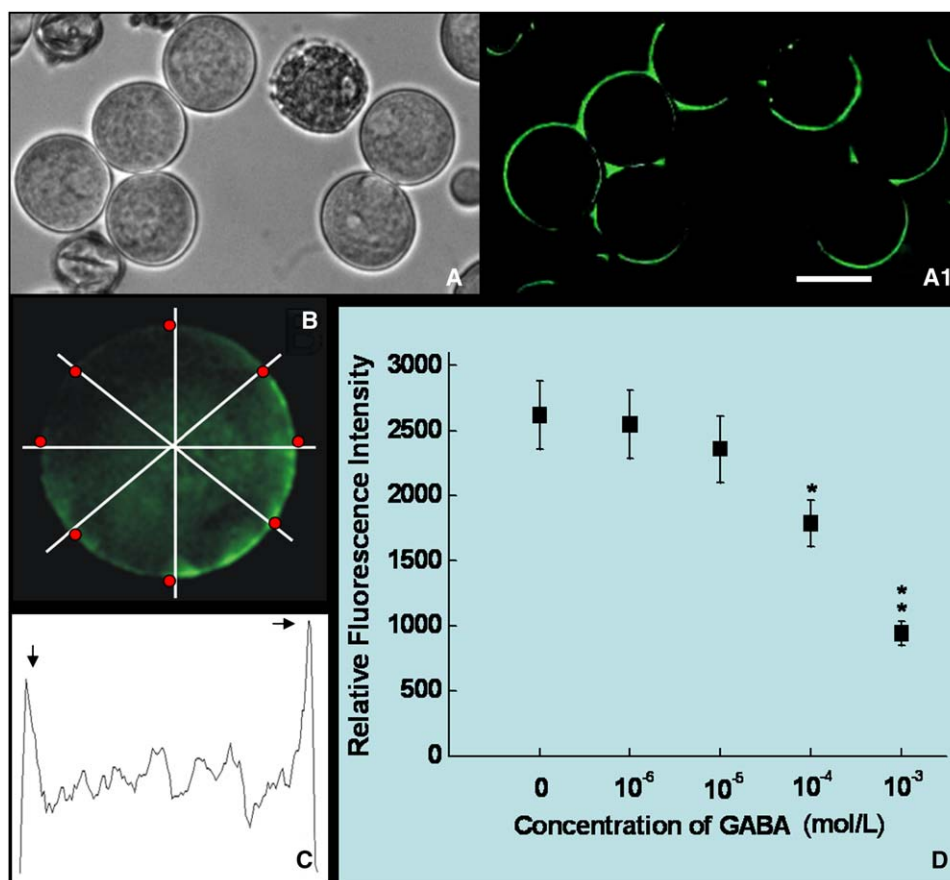 A
A1
B
C
Relative Fluorescence Intensity
3000
2500
2000
1500
1000
500
0
*
*
*
0 10⁻⁶ 10⁻⁵ 10⁻⁴ 10⁻³
Concentration of GABA (mol/L)
D